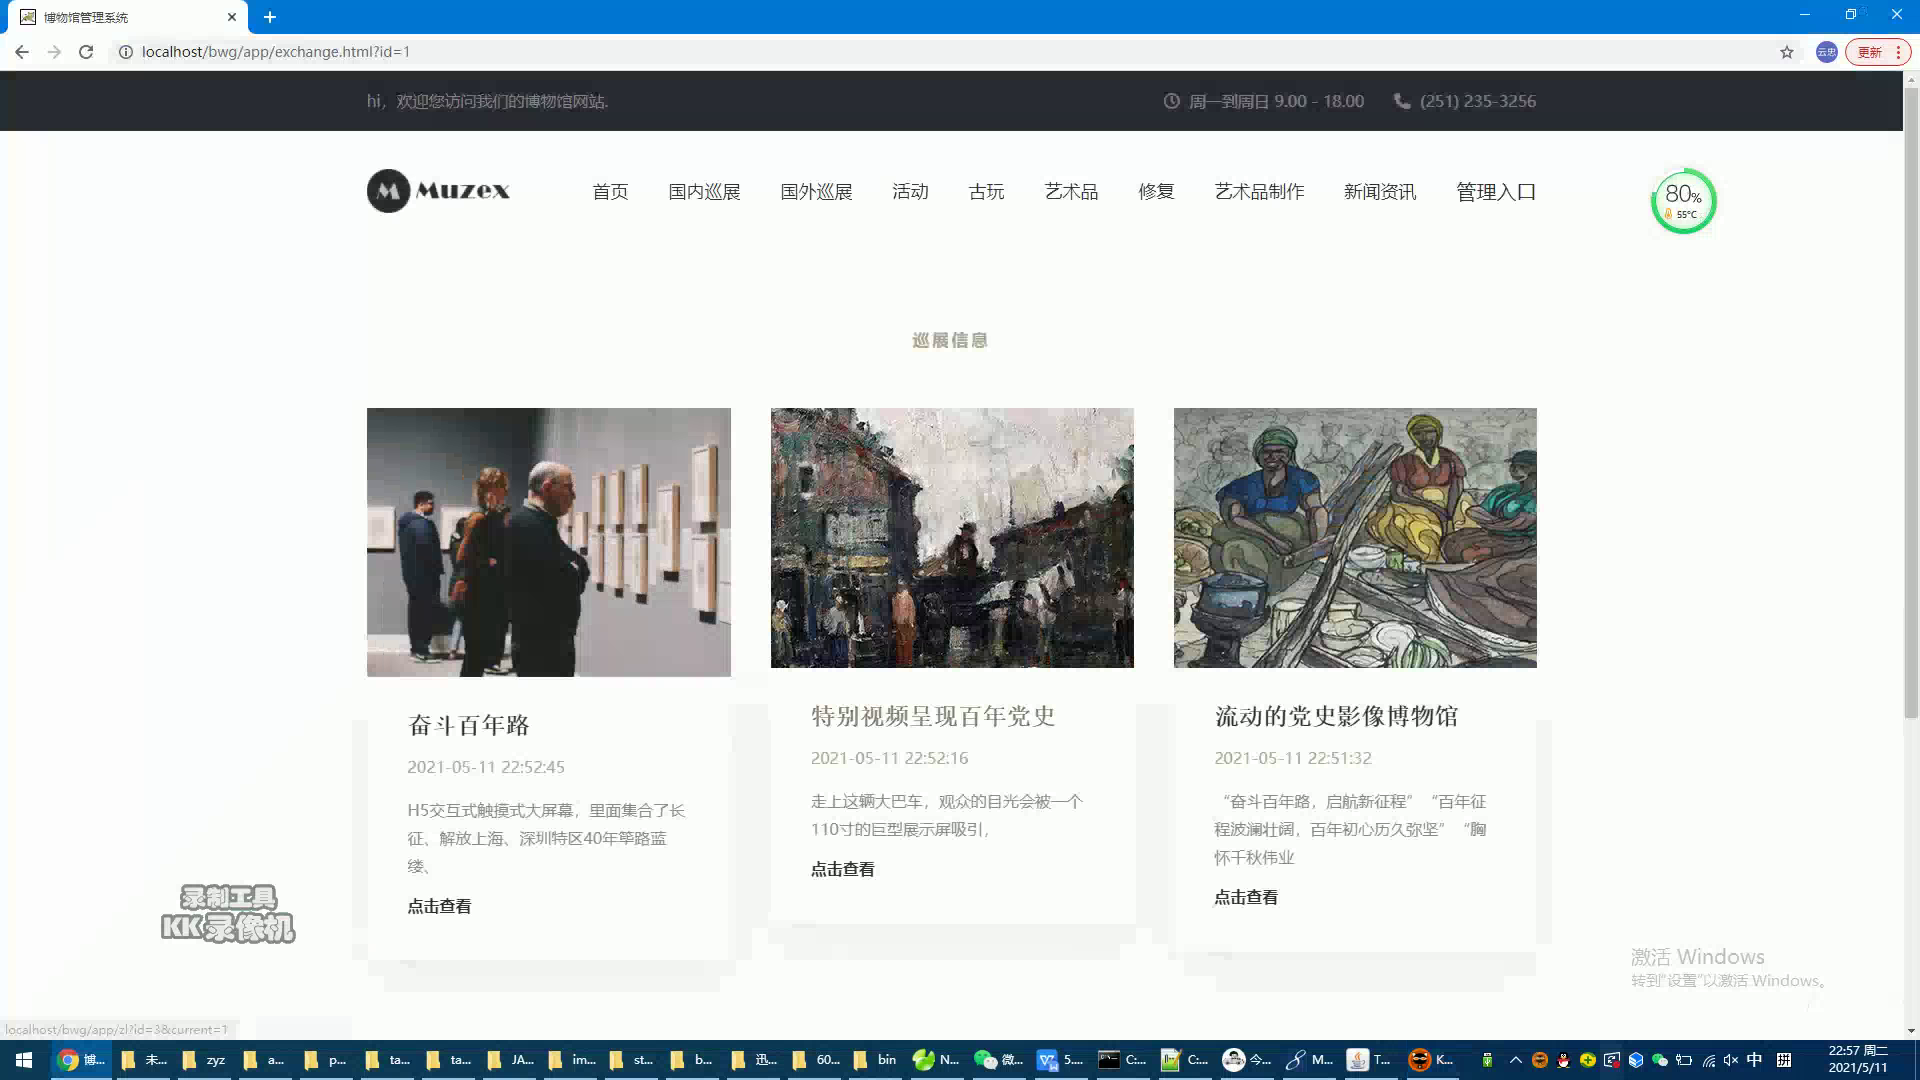 博物馆管理系统
localhost/bwg/app/exchange.html?id=1
云忠
更新
hi，欢迎您访问我们的博物馆网站.
周一到周日 9.00 - 18.00
(251) 235-3256
M Muzex
首页
国内巡展
国外巡展
活动
古玩
艺术品
修复
艺术品制作
新闻资讯
管理入口
80%
55°C
巡展信息
奋斗百年路
2021-05-11 22:52:45
H5交互式触摸式大屏幕，里面集合了长
征、解放上海、深圳特区40年筚路蓝
缕、
点击查看
特别视频呈现百年党史
2021-05-11 22:52:16
走上这辆大巴车，观众的目光会被一个
110寸的巨型展示屏吸引，
点击查看
流动的党史影像博物馆
2021-05-11 22:51:32
“奋斗百年路，启航新征程”“百年征
程波澜壮阔，百年初心历久弥坚”“胸
怀千秋伟业
点击查看
录制工具
KK录像机
激活 Windows
转到“设置”以激活 Windows。
localhost/bwg/app/zl?id=3&current=1
博...
未...
zyz
a...
p...
ta...
ta...
JA...
im...
st...
b...
迅...
60...
bin
N...
微...
5....
C:...
C:...
今...
M...
T...
K...
中
拼
22:57 周二
2021/5/11